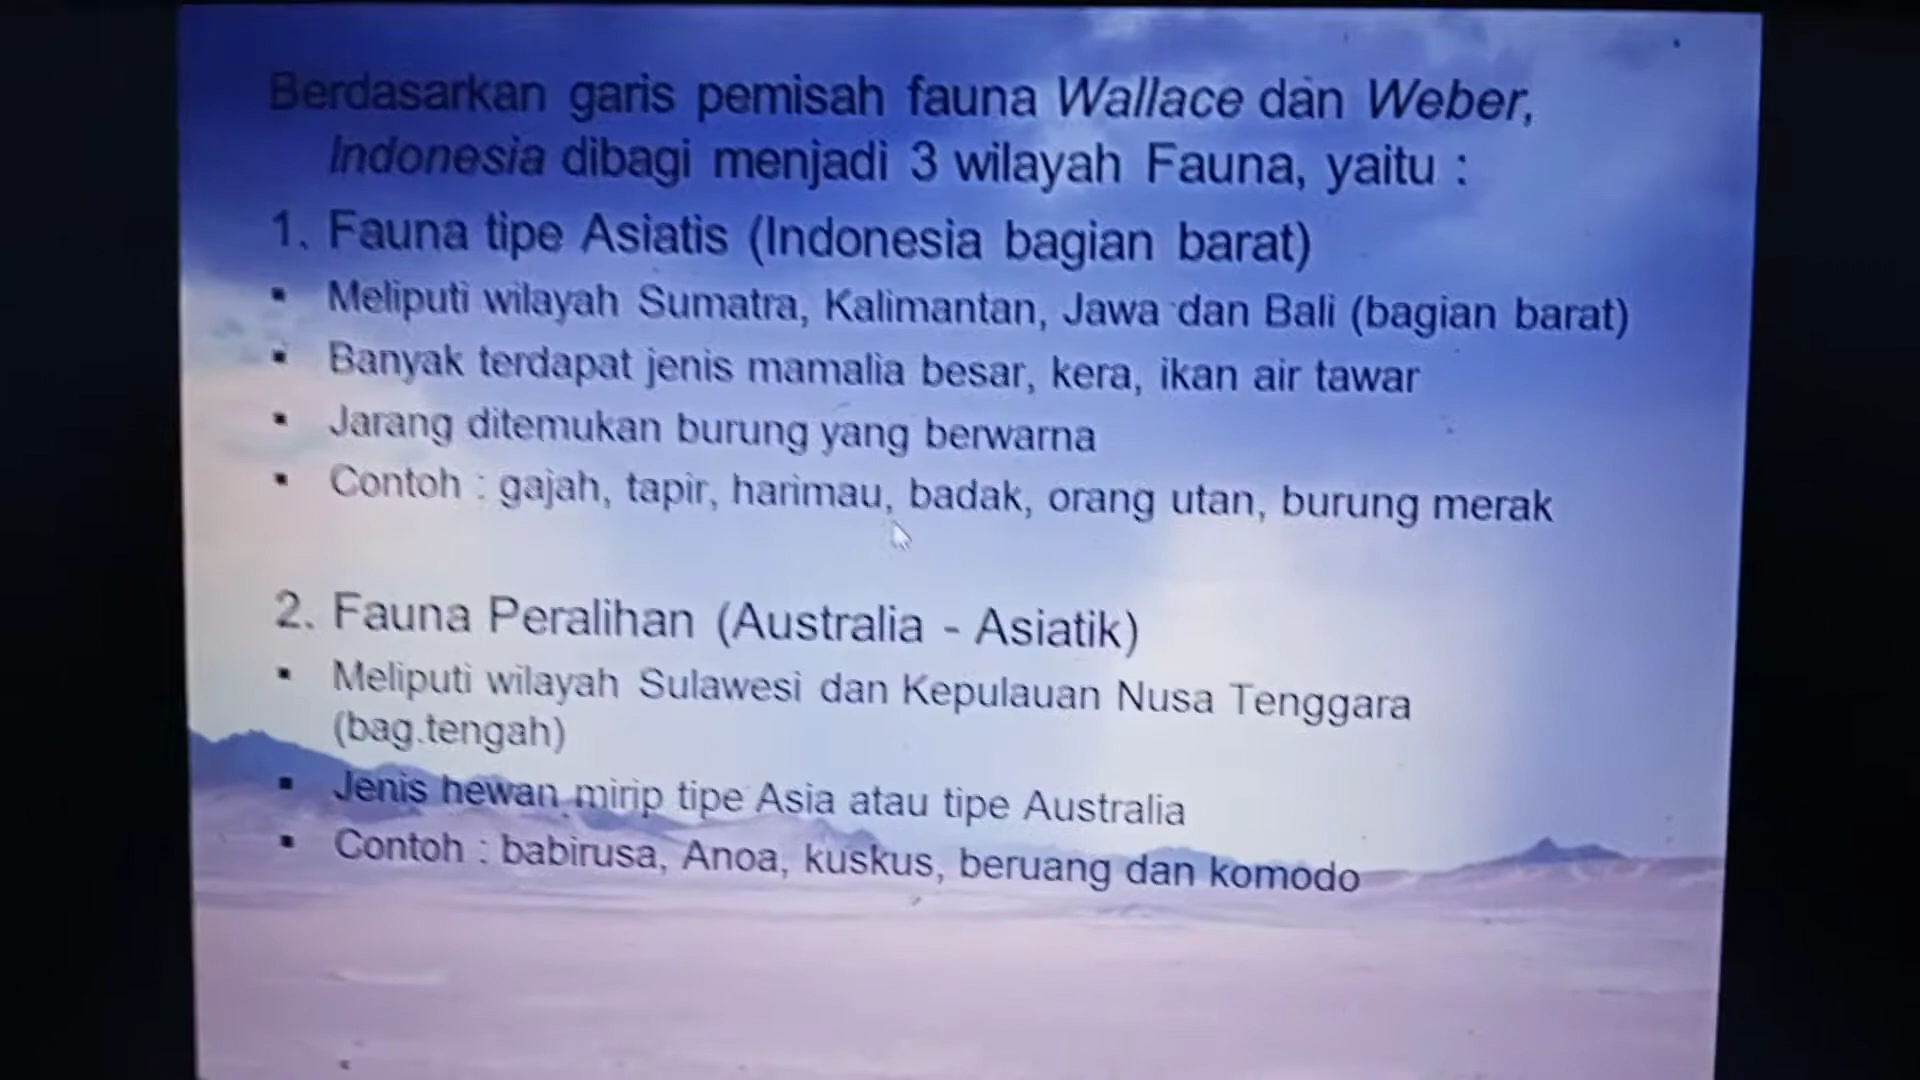 Berdasarkan garis pemisah fauna Wallace dan Weber,
Indonesia dibagi menjadi 3 wilayah Fauna, yaitu :
1. Fauna tipe Asiatis (Indonesia bagian barat)
▪ Meliputi wilayah Sumatra, Kalimantan, Jawa dan Bali (bagian barat)
▪ Banyak terdapat jenis mamalia besar, kera, ikan air tawar
▪ Jarang ditemukan burung yang berwarna
▪ Contoh : gajah, tapir, harimau, badak, orang utan, burung merak
2. Fauna Peralihan (Australia - Asiatik)
▪ Meliputi wilayah Sulawesi dan Kepulauan Nusa Tenggara
(bag.tengah)
▪ Jenis hewan mirip tipe Asia atau tipe Australia
▪ Contoh : babirusa, Anoa, kuskus, beruang dan komodo